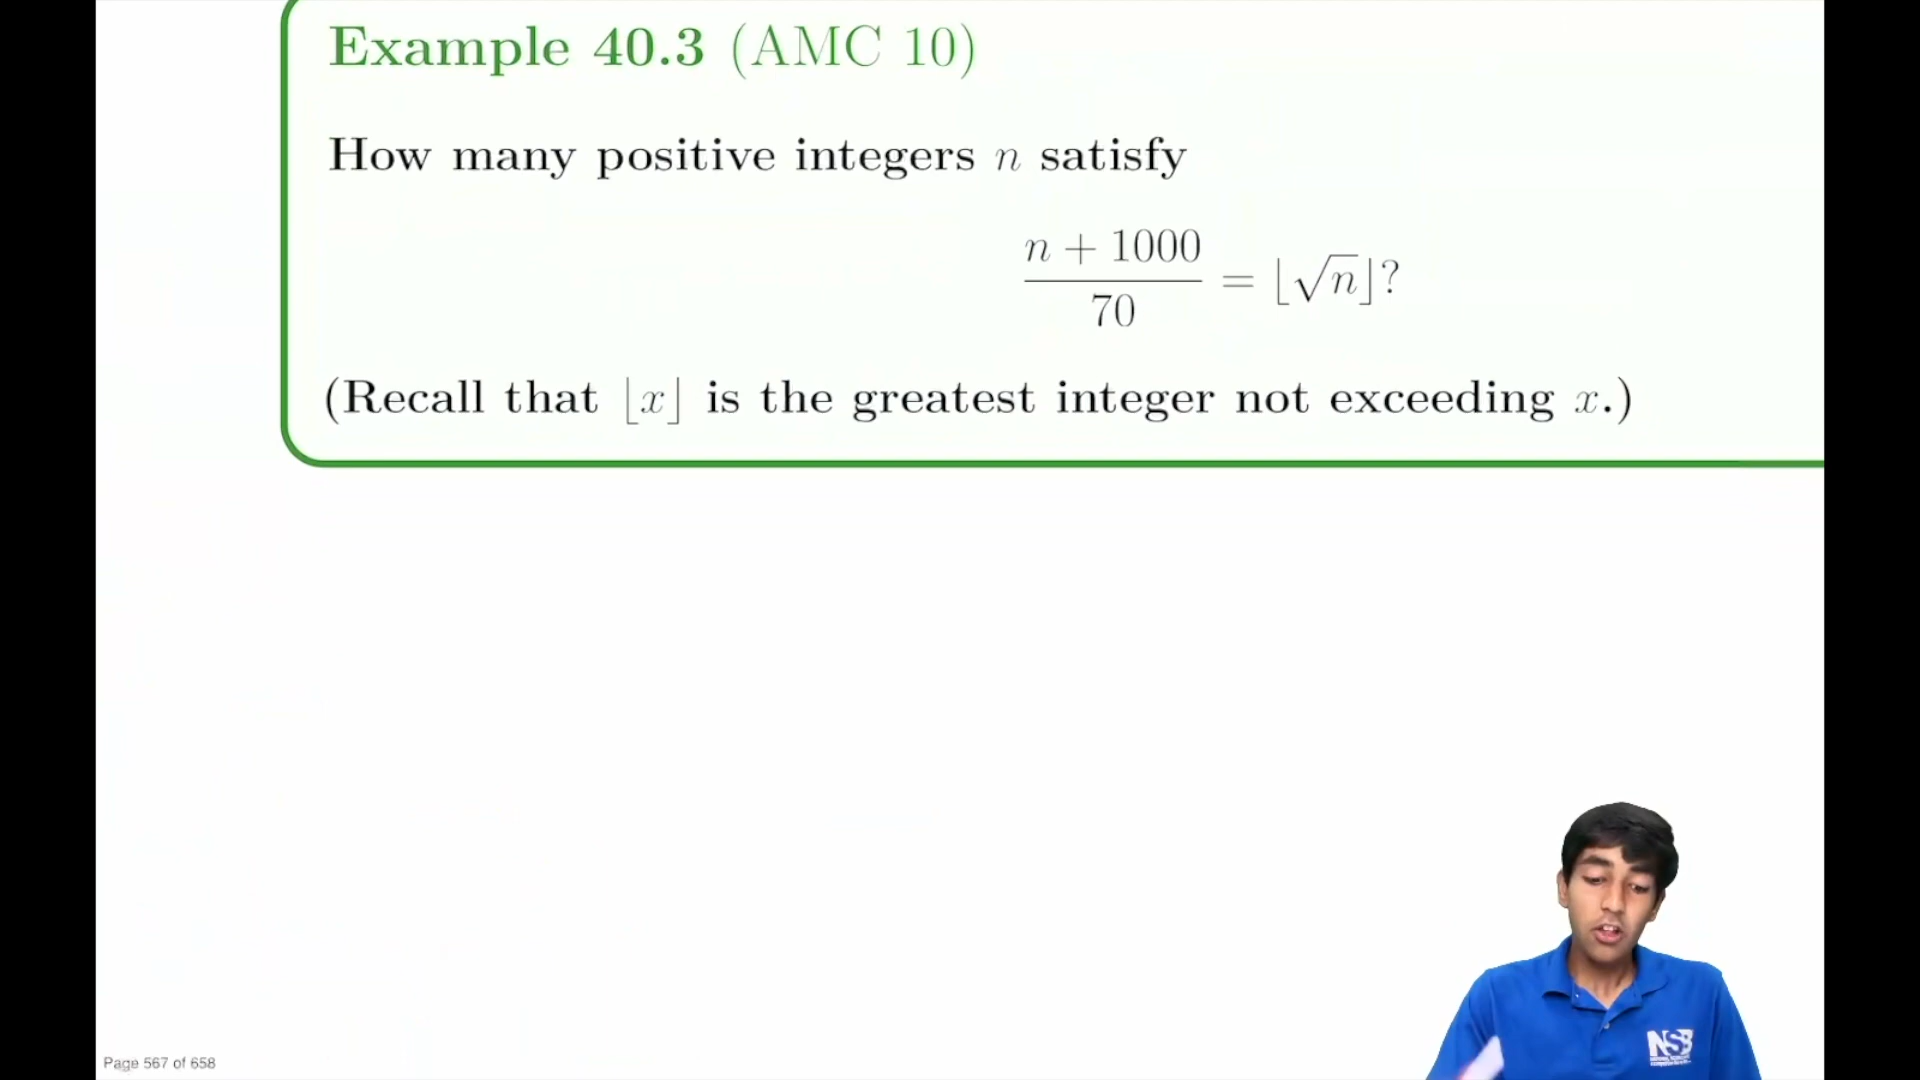 Example 40.3 (AMC 10)
How many positive integers n satisfy
n + 1000
70
= ⌊√n⌋?
(Recall that ⌊x⌋ is the greatest integer not exceeding x.)
NSB
Page 567 of 658